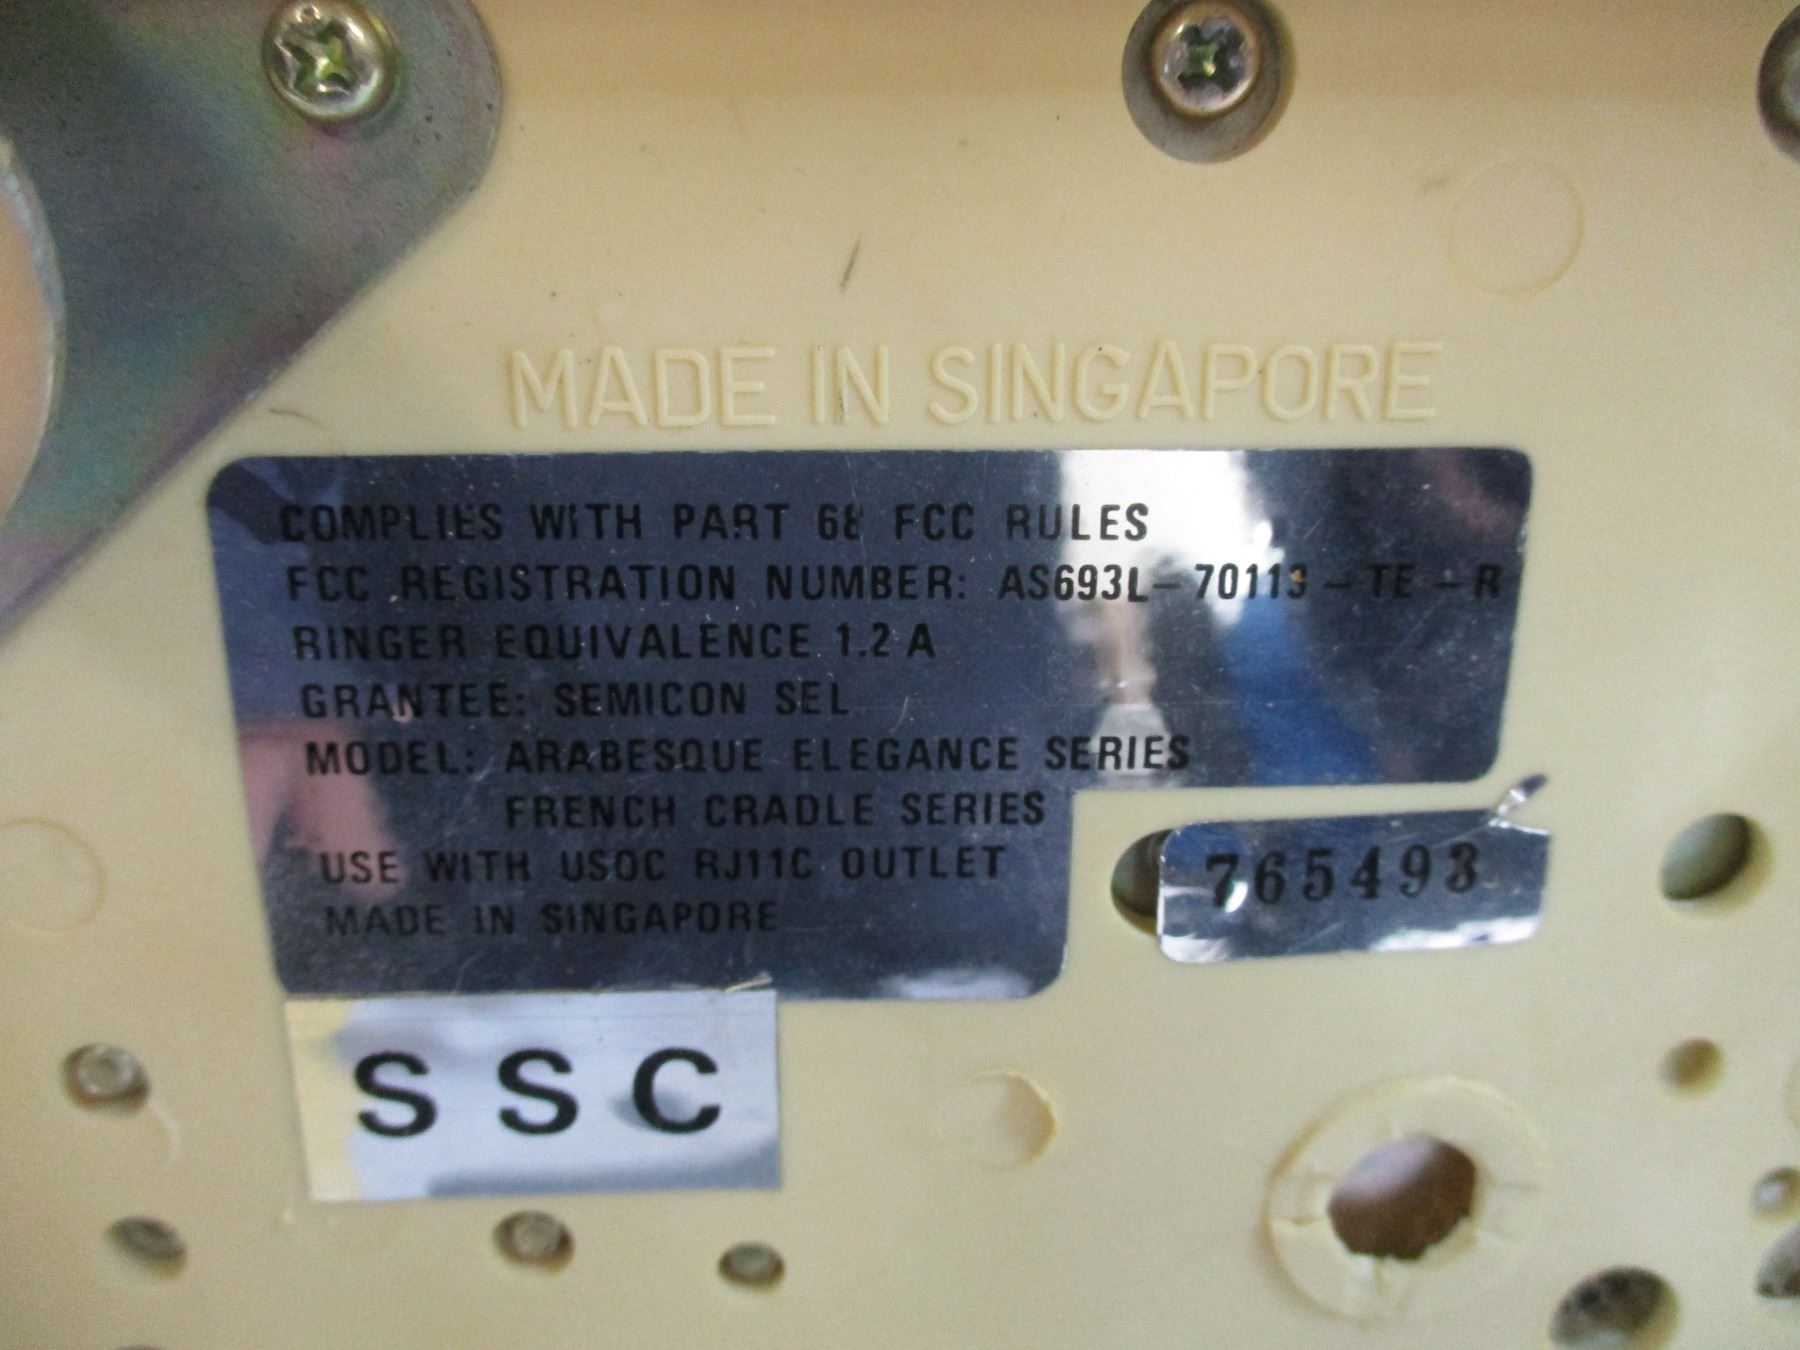 MADE IN SINGAPORE
COMPLIES WITH PART 68 FCC RULES
FCC REGISTRATION NUMBER: AS693L-70119-TE-R
RINGER EQUIVALENCE 1.2 A
GRANTEE: SEMICON SEL
MODEL: ARABESQUE ELEGANCE SERIES
FRENCH CRADLE SERIES
USE WITH USOC RJ11C OUTLET
MADE IN SINGAPORE
765493
SSC